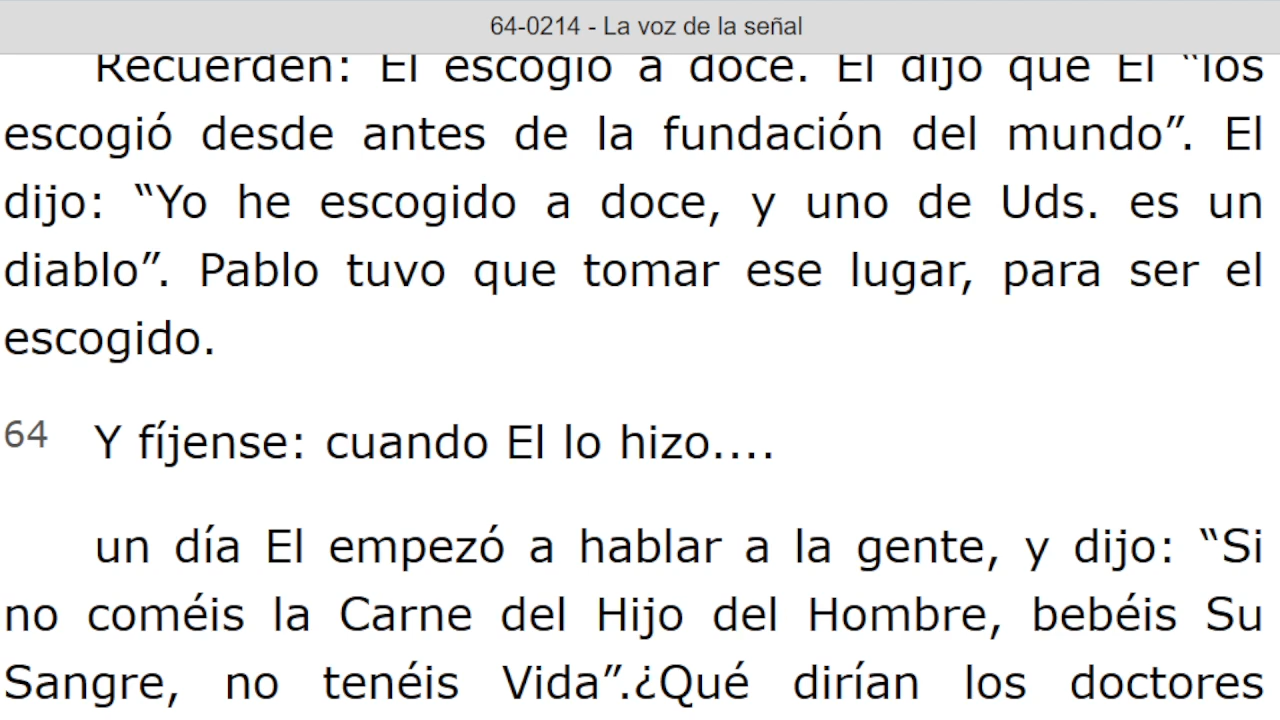 64-0214 - La voz de la señal
Recuerden: El escogió a doce. El dijo que El “los
escogió desde antes de la fundación del mundo”. El
dijo: “Yo he escogido a doce, y uno de Uds. es un
diablo”. Pablo tuvo que tomar ese lugar, para ser el
escogido.
64 Y fíjense: cuando El lo hizo....
un día El empezó a hablar a la gente, y dijo: “Si
no coméis la Carne del Hijo del Hombre, bebéis Su
Sangre, no tenéis Vida”.¿Qué dirían los doctores